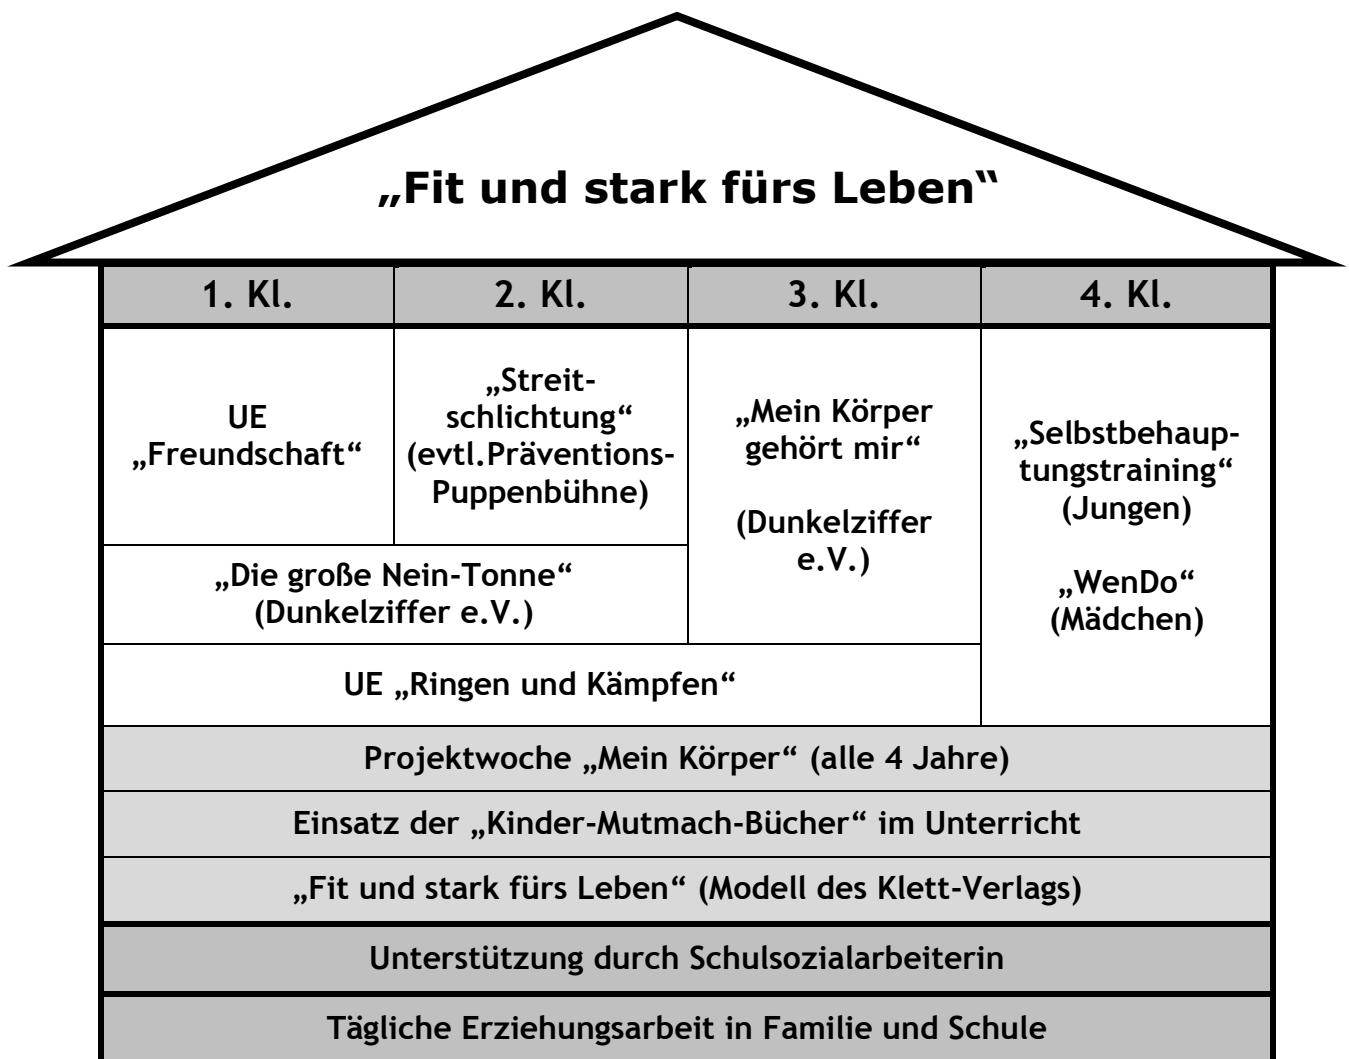 „Fit und stark fürs Leben“
1. Kl.
2. Kl.
3. Kl.
4. Kl.
UE
„Freundschaft“
„Streit-
schlichtung“
(evtl.Präventions-
Puppenbühne)
„Mein Körper
gehört mir“
(Dunkelziffer
e.V.)
„Selbstbehaup-
tungstraining“
(Jungen)
„WenDo“
(Mädchen)
„Die große Nein-Tonne“
(Dunkelziffer e.V.)
UE „Ringen und Kämpfen“
Projektwoche „Mein Körper“ (alle 4 Jahre)
Einsatz der „Kinder-Mutmach-Bücher“ im Unterricht
„Fit und stark fürs Leben“ (Modell des Klett-Verlags)
Unterstützung durch Schulsozialarbeiterin
Tägliche Erziehungsarbeit in Familie und Schule